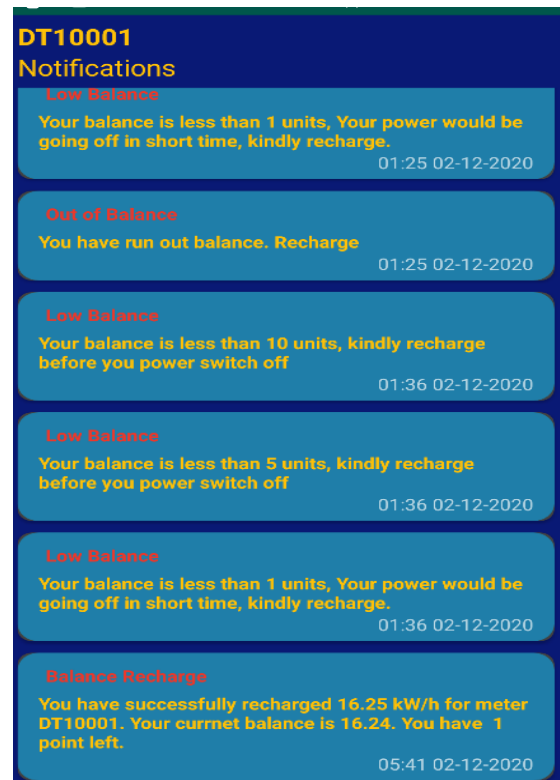 DT10001
Notifications
Low Balance
Your balance is less than 1 units, Your power would be
going off in short time, kindly recharge.
01:25 02-12-2020
Out of Balance
You have run out balance. Recharge
01:25 02-12-2020
Low Balance
Your balance is less than 10 units, kindly recharge
before you power switch off
01:36 02-12-2020
Low Balance
Your balance is less than 5 units, kindly recharge
before you power switch off
01:36 02-12-2020
Low Balance
Your balance is less than 1 units, Your power would be
going off in short time, kindly recharge.
01:36 02-12-2020
Balance Recharge
You have successfully recharged 16.25 kW/h for meter
DT10001. Your currnet balance is 16.24. You have 1
point left.
05:41 02-12-2020